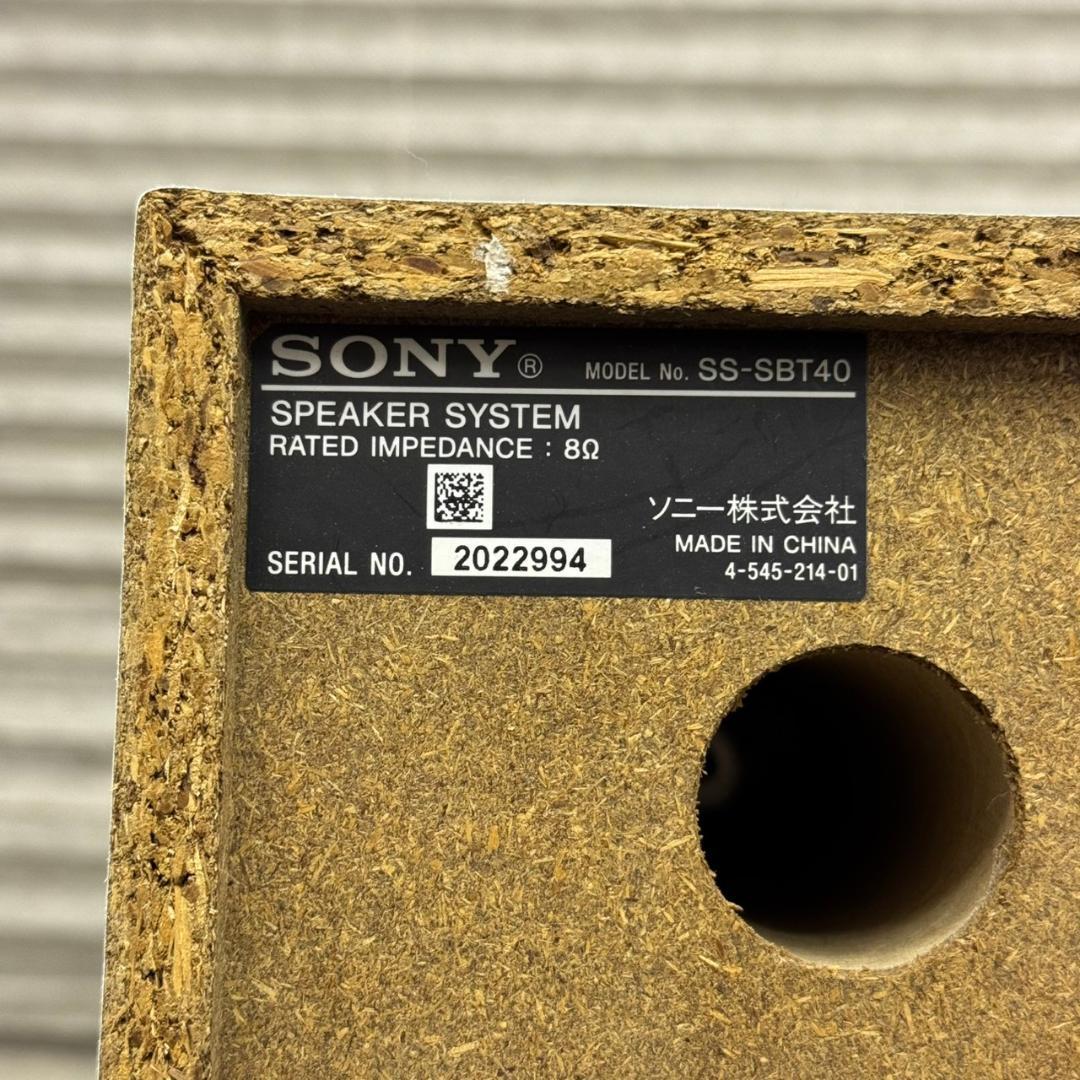 SONY®
MODEL No. SS-SBT40
SPEAKER SYSTEM
RATED IMPEDANCE : 8Ω
ソニー株式会社
MADE IN CHINA
4-545-214-01
SERIAL NO. 2022994